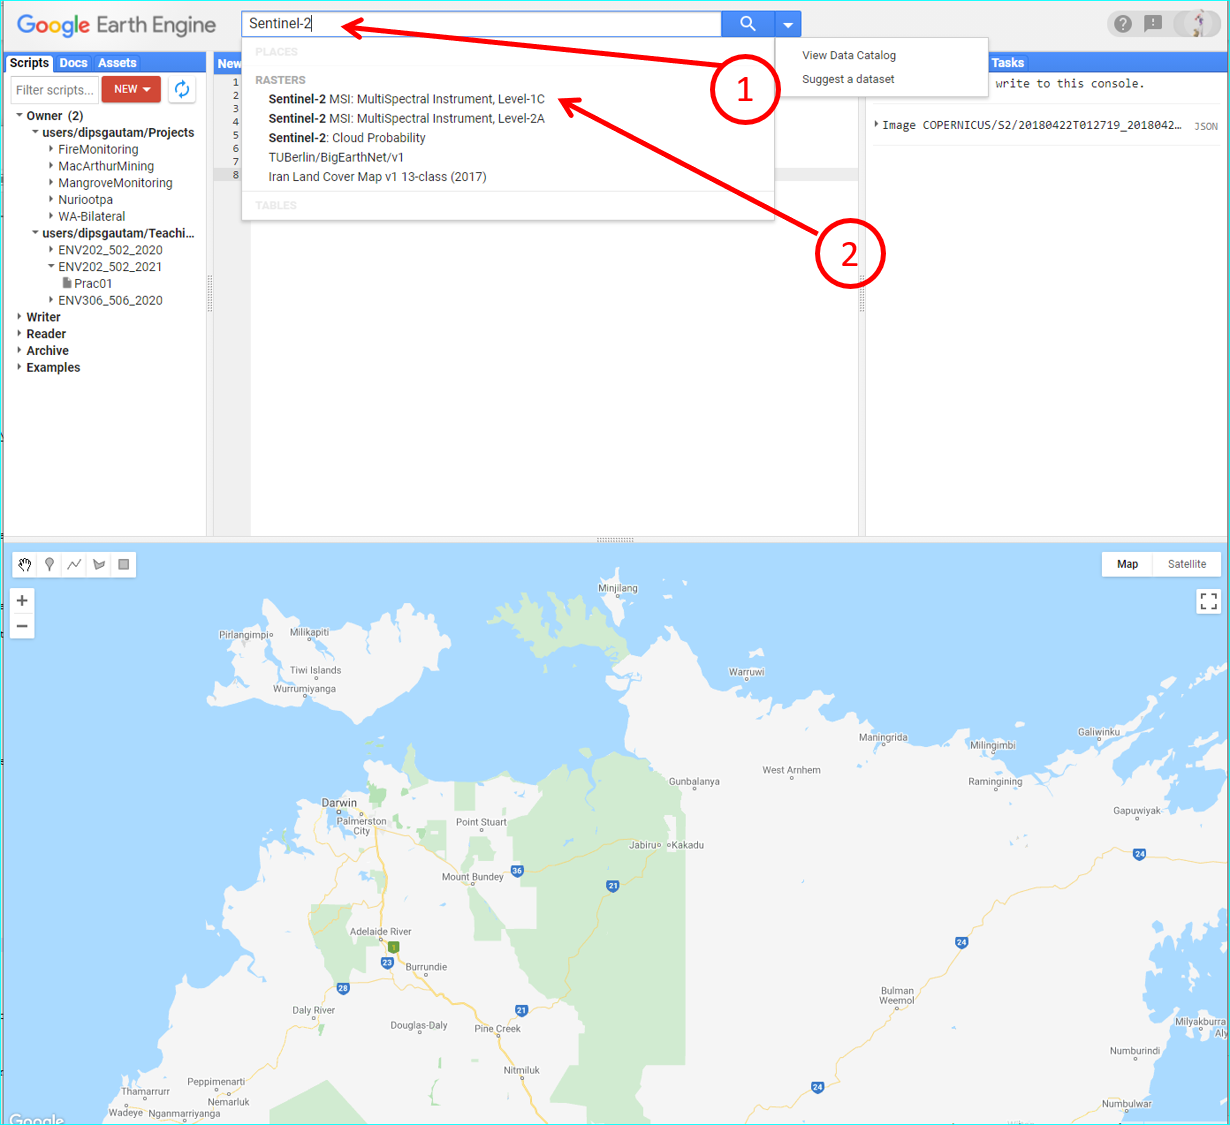 Google Earth Engine
Sentinel-2
PLACES
RASTERS
Sentinel-2 MSI: MultiSpectral Instrument, Level-1C
Sentinel-2 MSI: MultiSpectral Instrument, Level-2A
Sentinel-2: Cloud Probability
TUBerlin/BigEarthNet/v1
Iran Land Cover Map v1 13-class (2017)
TABLES
View Data Catalog
Suggest a dataset
1
2
Scripts Docs Assets
Filter scripts...
NEW
Owner (2)
users/dipsgautam/Projects
FireMonitoring
MacArthurMining
MangroveMonitoring
Nuriootpa
WA-Bilateral
users/dipsgautam/Teachi...
ENV202_502_2020
ENV202_502_2021
Prac01
ENV306_506_2020
Writer
Reader
Archive
Examples
New
1
2
3
4
5
6
7
8
Tasks
write to this console.
Image COPERNICUS/S2/20180422T012719_2018042... JSON
Map Satellite
+
−
Minjilang
Pirlangimpi
Milikapiti
Tiwi Islands
Wurrumiyanga
Warruwi
Maningrida
Milingimbi
Galiwinku
Gunbalanya
West Arnhem
Ramingining
Gapuwiyak
Darwin
Palmerston
City
Point Suart
Jabiru
Kakadu
24
36
21
Mount Bundey
Adelaide River
1
23
Burrundie
24
28
21
Bulman
Weemol
Daly River
Douglas-Daly
Pine Creek
Milyakburra
Aly
Numburindi
Nitmiluk
24
Peppimenarti
Thamarrurr
Nemarluk
Wadeye
Nganmarriyanga
Numbulwar
Google